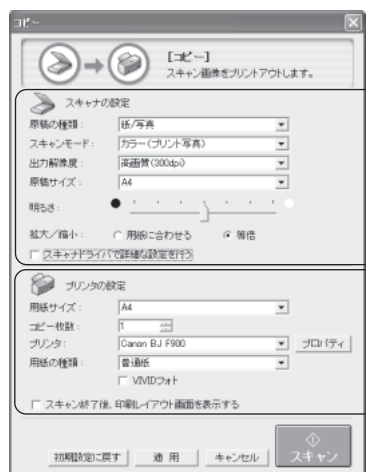 コピー
[コピー]
スキャン画像をプリントアウトします。
スキャナの設定
原稿の種類： 紙/写真
スキャンモード： カラー(プリント写真)
出力解像度： 高画質(300dpi)
原稿サイズ： A4
明るさ：
拡大／縮小： 用紙に合わせる 等倍
スキャナドライバで詳細な設定を行う
プリンタの設定
用紙サイズ： A4
コピー枚数： 1
プリンタ： Canon BJ F900 プロパティ
用紙の種類： 普通紙
VIVIDフォト
スキャン終了後、印刷レイアウト画面を表示する
初期設定に戻す 適 用 キャンセル スキャン